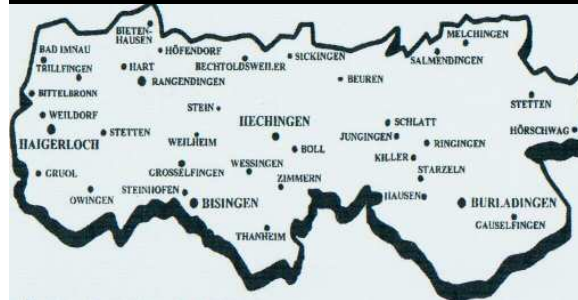 BIETEN-
HAUSEN
MELCHINGEN
BAD IMNAU
HÖFENDORF
SICKINGEN
SALMENDINGEN
TRILLFINGEN
HART
BECHTOLDSWEILER
RANGENDINGEN
BEUREN
BITTELBRONN
STETTEN
STEIN
WEILDORF
HECHINGEN
SCHLATT
HÖRSCHWAG
HAIGERLOCH
STETTEN
WEILHEIM
JUNGINGEN
RINGINGEN
BOLL
KILLER
GRUOL
GROSSELFINGEN
WESSINGEN
STARZELN
OWINGEN
STEINHOFEN
ZIMMERN
HAUSEN
BISINGEN
BURLADINGEN
THANHEIM
GAUSELFINGEN